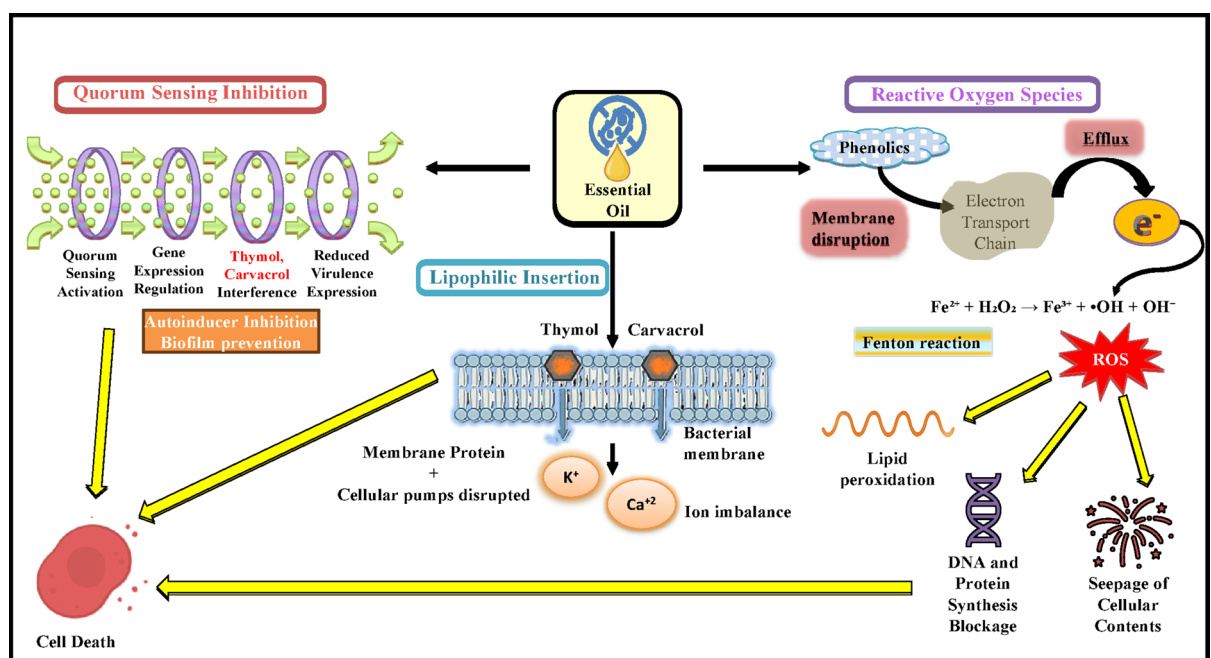 Quorum Sensing Inhibition
Quorum
Sensing
Activation
Gene
Expression
Regulation
Thymol,
Carvacrol
Interference
Reduced
Virulence
Expression
Autoinducer Inhibition
Biofilm prevention
Essential
Oil
Lipophilic Insertion
Thymol
Carvacrol
Membrane Protein
+
Cellular pumps disrupted
Bacterial
membrane
K⁺
Ca⁺²
Ion imbalance
Reactive Oxygen Species
Phenolics
Membrane
disruption
Electron
Transport
Chain
Efflux
e⁻
Fe²⁺ + H₂O₂ → Fe³⁺ + •OH + OH⁻
Fenton reaction
ROS
Lipid
peroxidation
DNA and
Protein
Synthesis
Blockage
Seepage of
Cellular
Contents
Cell Death